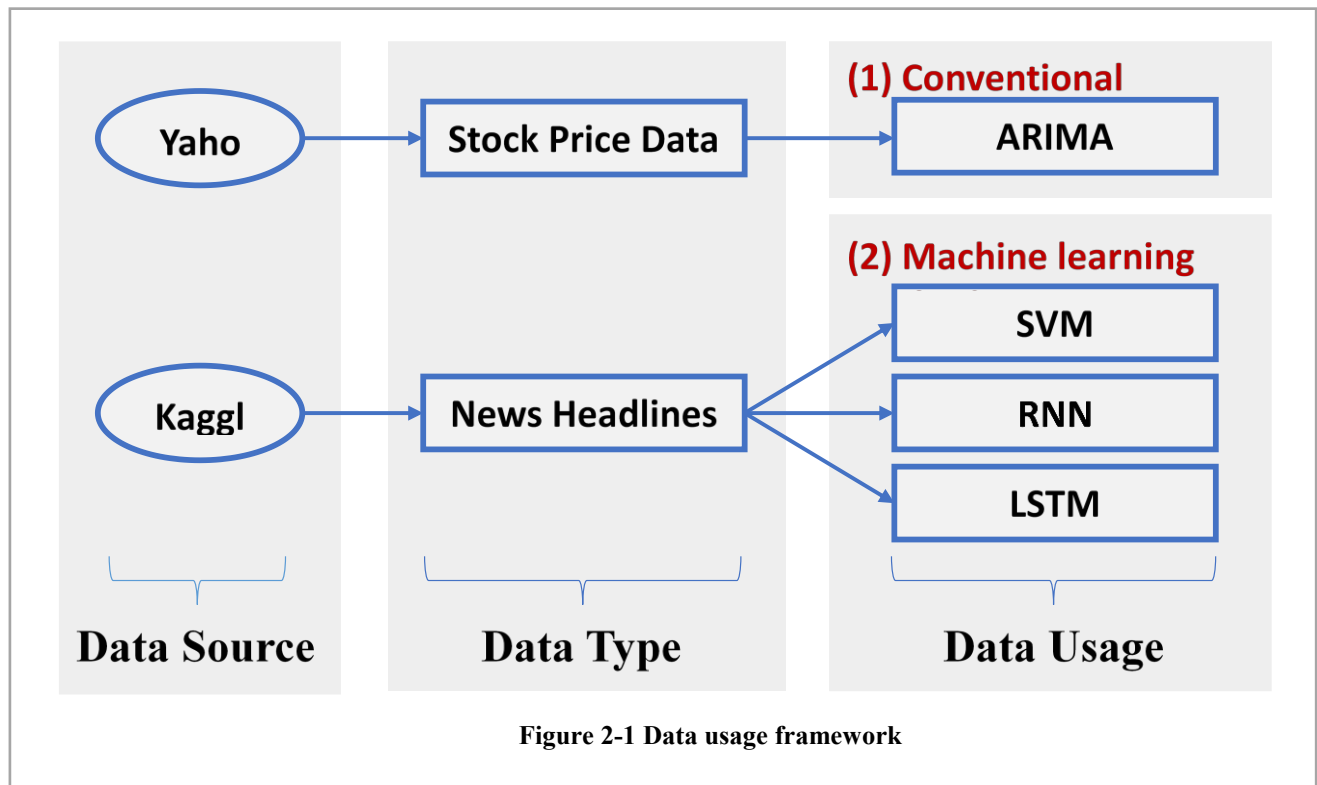 (1) Conventional
Yaho
Stock Price Data
ARIMA
(2) Machine learning
SVM
Kaggl
News Headlines
RNN
LSTM
Data Source
Data Type
Data Usage
Figure 2-1 Data usage framework